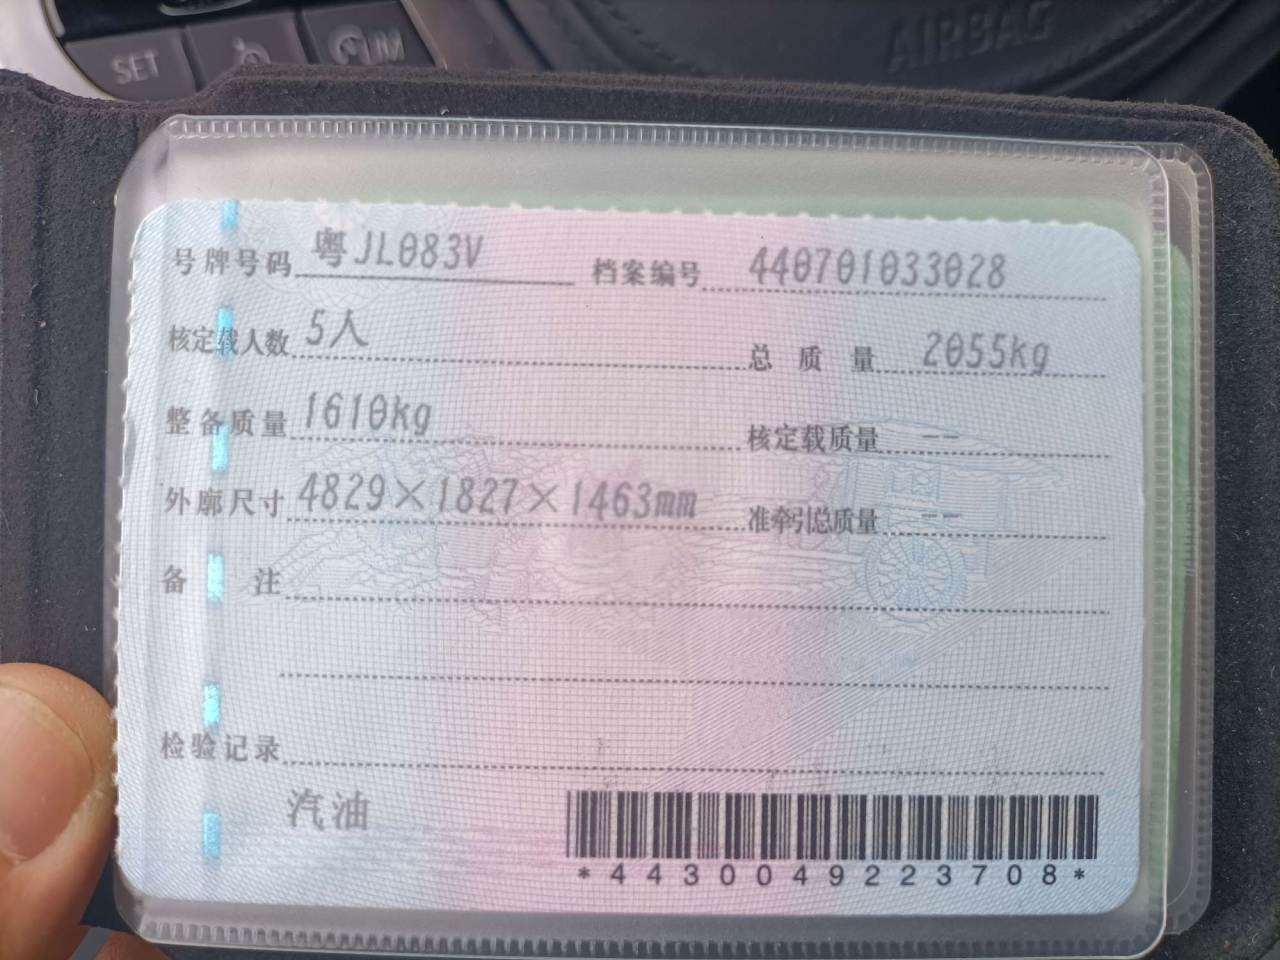 SET
AIRBAG
号牌号码 粤JL083V 档案编号 440701033028
核定载人数 5人 总质量 2055kg
整备质量 1610kg 核定载质量 --
外廓尺寸 4829×1827×1463mm 准牵引总质量 --
备注
检验记录
汽油
*4430049223708*